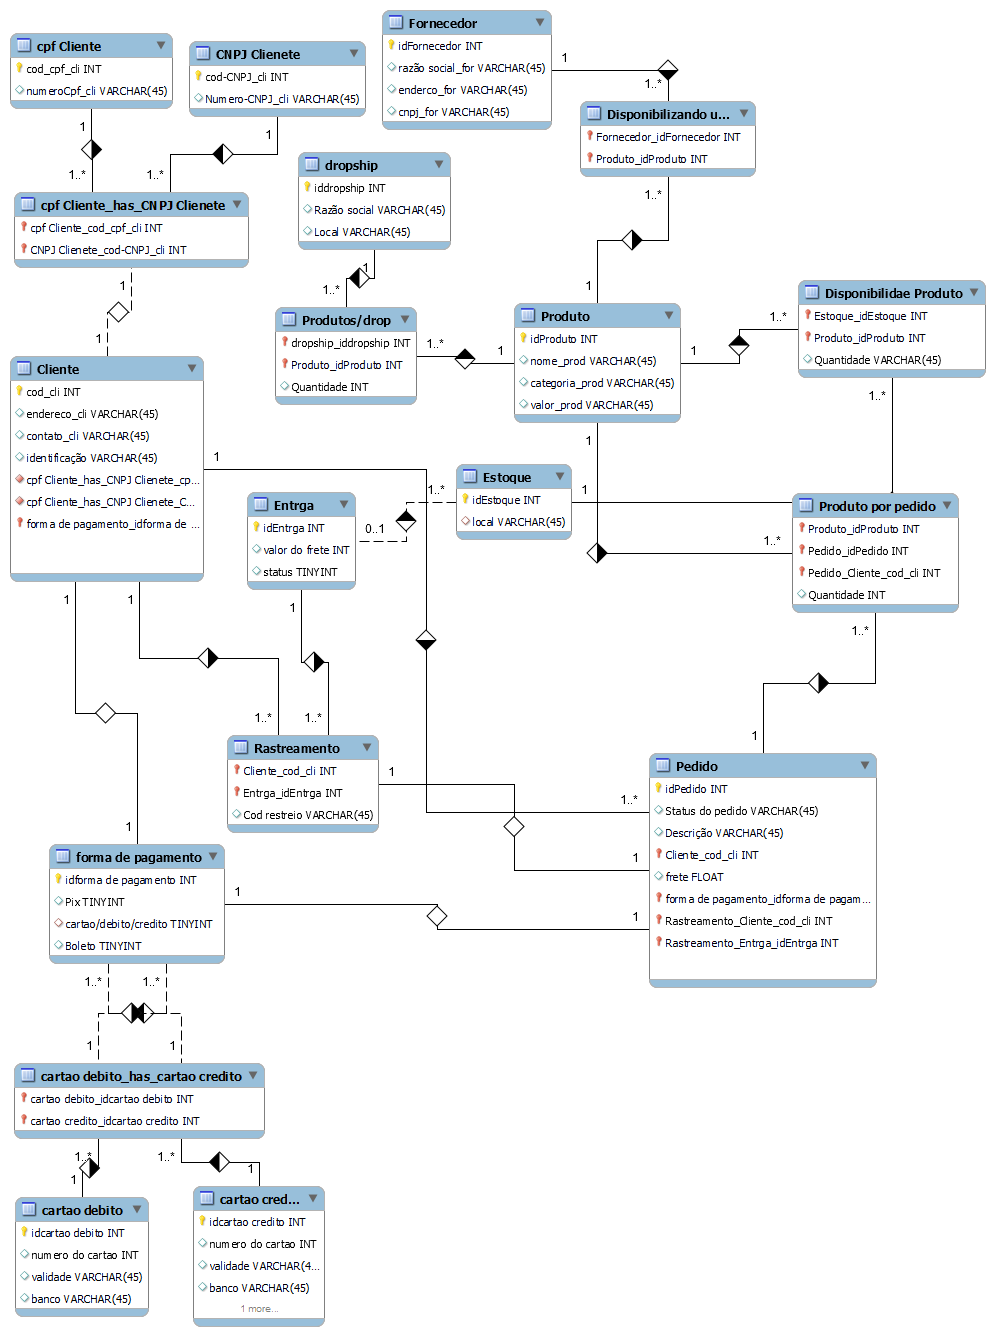 Fornecedor
idFornecedor INT
razão social_for VARCHAR(45)
enderco_for VARCHAR(45)
cnpj_for VARCHAR(45)
cpf Cliente
cod_cpf_cli INT
numeroCpf_cli VARCHAR(45)
CNPJ Clienete
cod-CNPJ_cli INT
Numero-CNPJ_cli VARCHAR(45)
1
1..*
Disponibilizando u...
Fornecedor_idFornecedor INT
Produto_idProduto INT
1
1
1..*
1..*
1..*
dropship
iddropship INT
Razão social VARCHAR(45)
Local VARCHAR(45)
cpf Cliente_has_CNPJ Clienete
cpf Cliente_cod_cpf_cli INT
CNPJ Clienete_cod-CNPJ_cli INT
1
1..*
1
1
1
Produtos/drop
dropship_iddropship INT
Produto_idProduto INT
Quantidade INT
1..*
1
Produto
idProduto INT
nome_prod VARCHAR(45)
categoria_prod VARCHAR(45)
valor_prod VARCHAR(45)
1
1..*
Disponibilidae Produto
Estoque_idEstoque INT
Produto_idProduto INT
Quantidade VARCHAR(45)
1..*
1
Cliente
cod_cli INT
endereco_cli VARCHAR(45)
contato_cli VARCHAR(45)
identificação VARCHAR(45)
cpf Cliente_has_CNPJ Clienete_cp...
cpf Cliente_has_CNPJ Clienete_C...
forma de pagamento_idforma de ...
1
1
1
Entrga
idEntrga INT
valor do frete INT
status TINYINT
0..1
1..*
1
Estoque
idEstoque INT
local VARCHAR(45)
1
1..*
Produto por pedido
Produto_idProduto INT
Pedido_idPedido INT
Pedido_Cliente_cod_cli INT
Quantidade INT
1..*
1
1..*
1..*
Rastreamento
Cliente_cod_cli INT
Entrga_idEntrga INT
Cod restreio VARCHAR(45)
1
1..*
1
Pedido
idPedido INT
Status do pedido VARCHAR(45)
Descrição VARCHAR(45)
Cliente_cod_cli INT
frete FLOAT
forma de pagamento_idforma de pagam...
Rastreamento_Cliente_cod_cli INT
Rastreamento_Entrga_idEntrga INT
1
forma de pagamento
idforma de pagamento INT
Pix TINYINT
cartao/debito/credito TINYINT
Boleto TINYINT
1
1
1..*
1..*
1
1
cartao debito_has_cartao credito
cartao debito_idcartao debito INT
cartao credito_idcartao credito INT
1..*
1..*
1
1
cartao debito
idcartao debito INT
numero do cartao INT
validade VARCHAR(45)
banco VARCHAR(45)
cartao cred...
idcartao credito INT
numero do cartao INT
validade VARCHAR(4...
banco VARCHAR(45)
1 more...